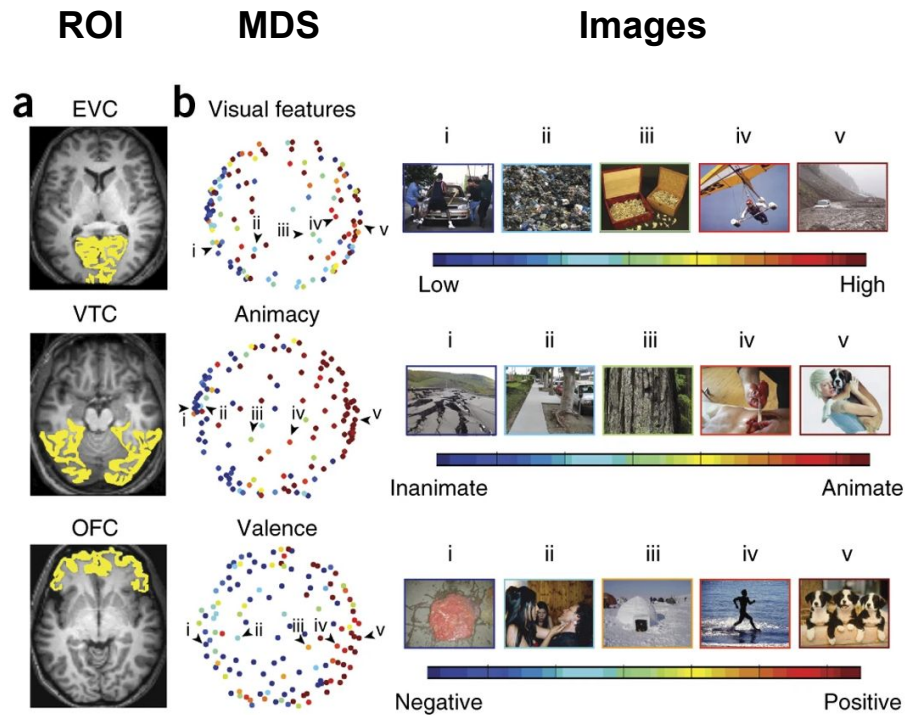 ROI MDS Images
a EVC b Visual features
i ii iii iv v
i ii iii iv v
Low High
VTC Animacy
i ii iii iv v
i ii iii iv v
Inanimate Animate
OFC Valence
i ii iii iv v
i ii iii iv v
Negative Positive